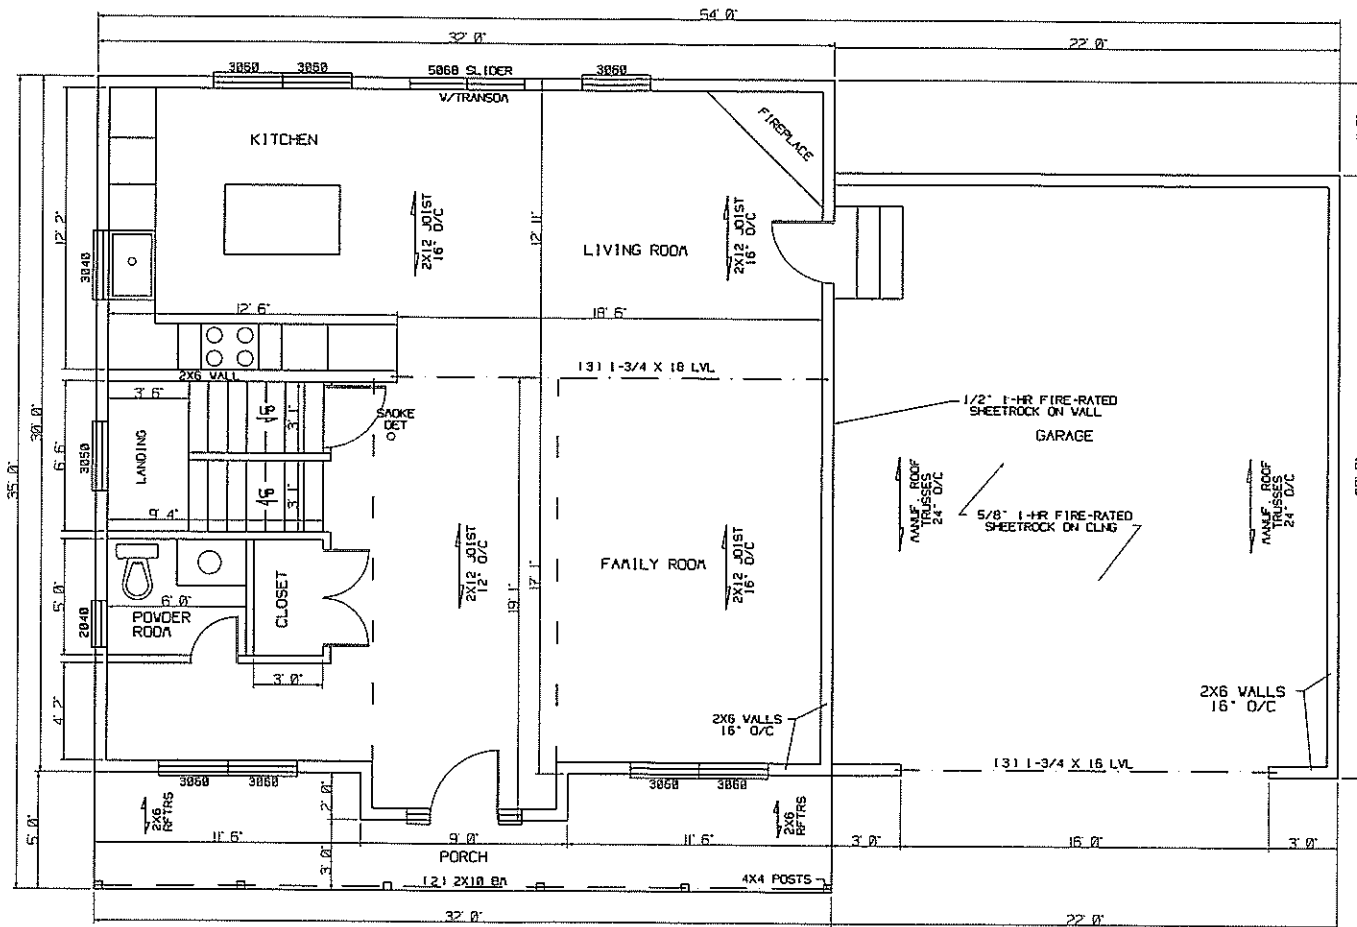 54' 0"
32' 0"
22' 0"
3060
3060
5068 SLIDER
3060
W/TRANSOM
KITCHEN
FIREPLACE
12' 2"
2X12 JOIST
16" O/C
12' 11"
2X12 JOIST
16" O/C
LIVING ROOM
3040
12' 6"
18' 6"
(3) 1-3/4 X 18 LVL
2X6 WALL
3' 6"
UP
3' 1"
SMOKE
DET
1/2" 1-HR FIRE-RATED
SHEETROCK ON WALL
GARAGE
35' 0"
30' 0"
6' 6"
3050
LANDING
UP
3' 1"
9' 4"
MANUF. ROOF
TRUSSES
24" O/C
MANUF. ROOF
TRUSSES
24" O/C
5/8" 1-HR FIRE-RATED
SHEETROCK ON CLNG
2X12 JOIST
12" O/C
19' 1"
17' 1"
FAMILY ROOM
2X12 JOIST
16" O/C
5' 0"
2040
6' 0"
POWDER
ROOM
CLOSET
3' 0"
4' 2"
2X6 WALLS
16" O/C
2X6 WALLS
16" O/C
3060
3060
3060
3060
(3) 1-3/4 X 16 LVL
5' 0"
2X6
RFTRS
2' 0"
2X6
RFTRS
11' 6"
9' 0"
11' 6"
3' 0"
16' 0"
3' 0"
3' 0"
PORCH
(2) 2X10 BM
4X4 POSTS
32' 0"
22' 0"